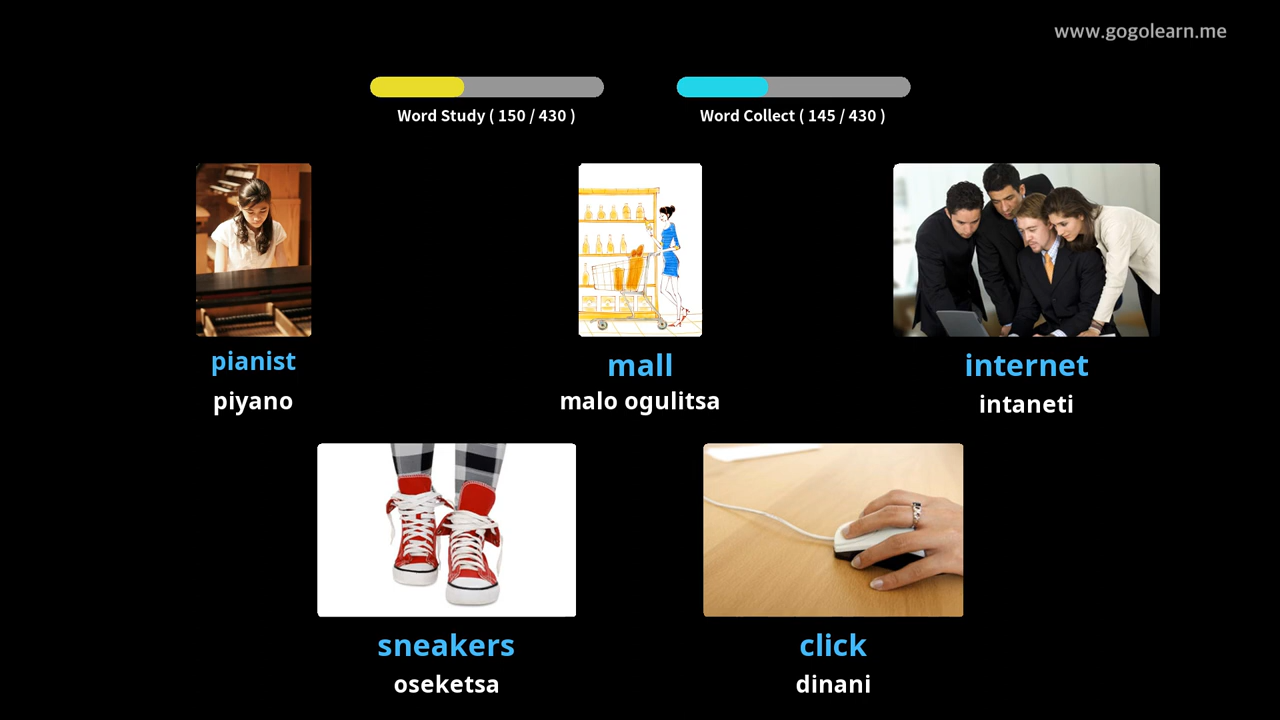 www.gogolearn.me
Word Study ( 150 / 430 )
Word Collect ( 145 / 430 )
pianist
piyano
mall
malo ogulitsa
internet
intaneti
sneakers
oseketsa
click
dinani